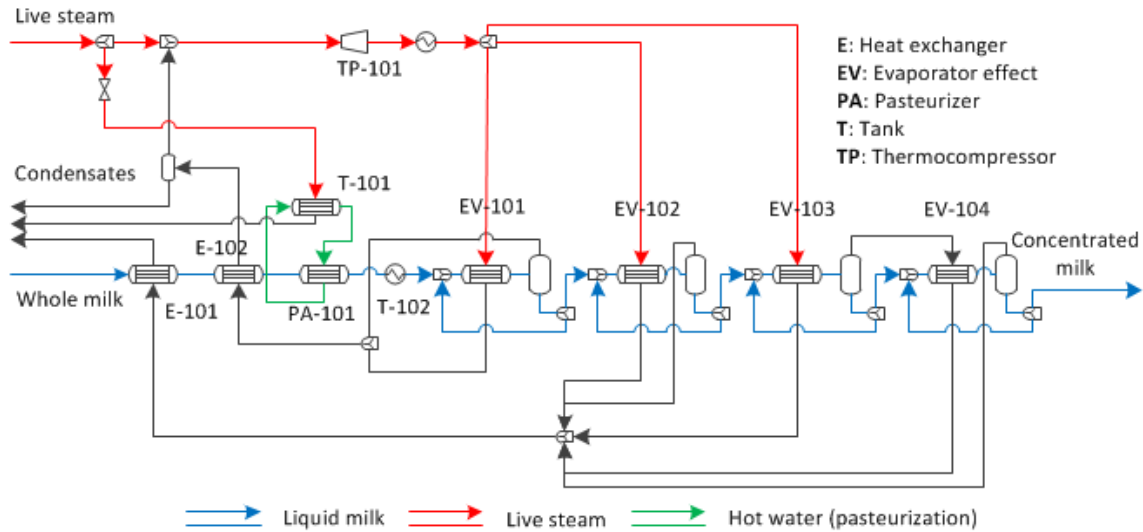 Live steam
TP-101
E: Heat exchanger
EV: Evaporator effect
PA: Pasteurizer
T: Tank
TP: Thermocompressor
Condensates
T-101
EV-101
EV-102
EV-103
EV-104
E-102
Concentrated
milk
Whole milk
E-101
PA-101
T-102
Liquid milk
Live steam
Hot water (pasteurization)